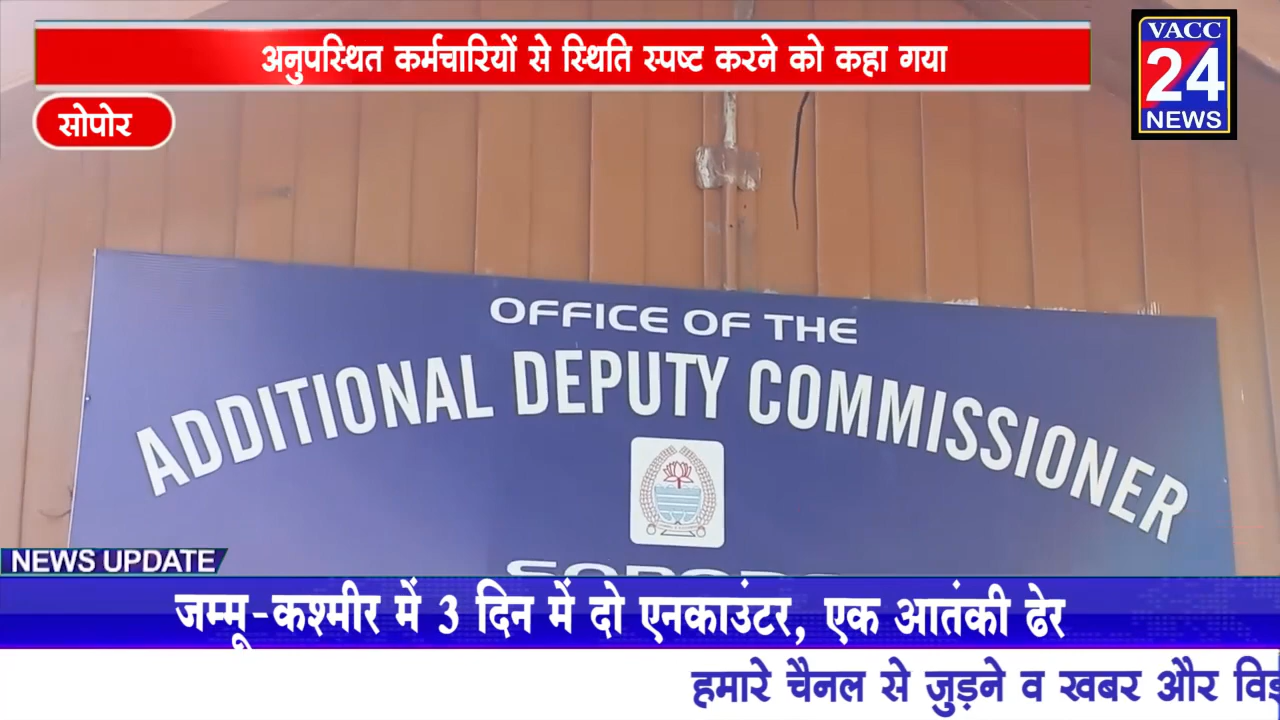 अनुपस्थित कर्मचारियों से स्थिति स्पष्ट करने को कहा गया
VACC
24
NEWS
सोपोर
OFFICE OF THE
ADDITIONAL DEPUTY COMMISSIONER
NEWS UPDATE
जम्मू-कश्मीर में 3 दिन में दो एनकाउंटर, एक आतंकी ढेर
हमारे चैनल से जुड़ने व खबर और